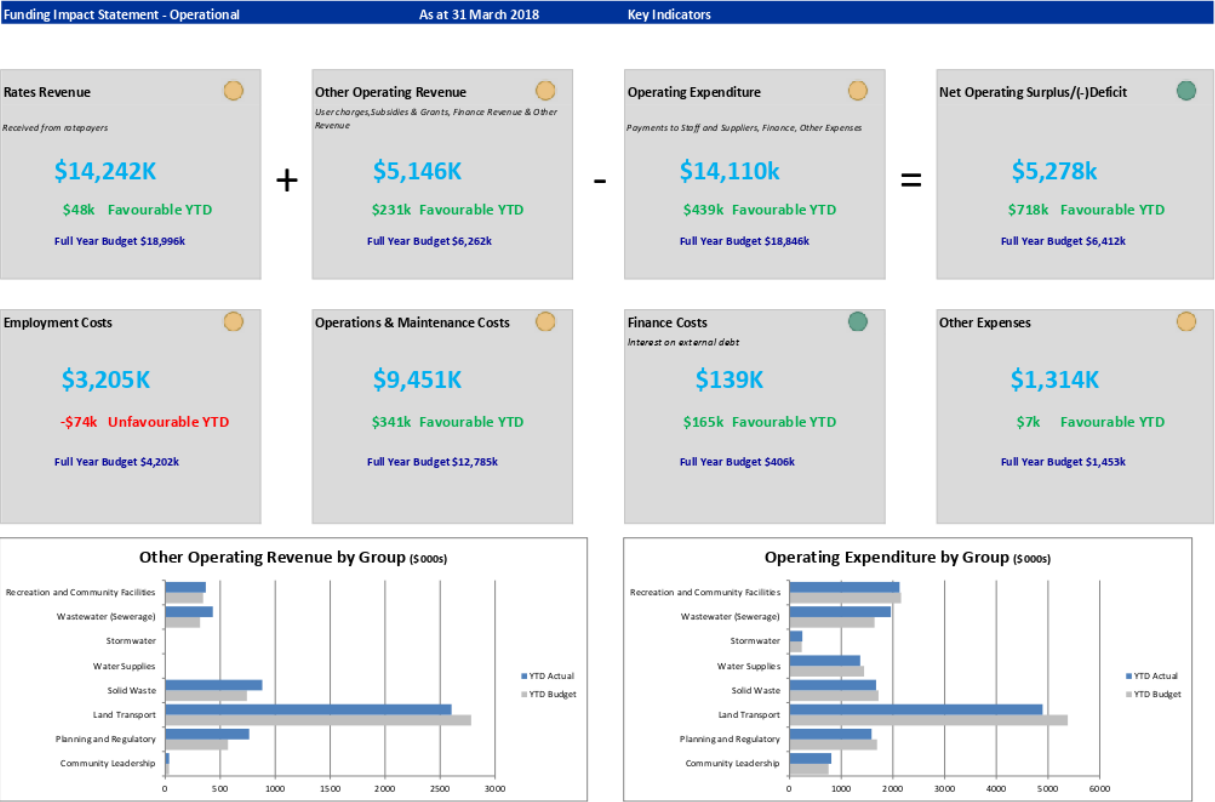 Funding Impact Statement - Operational As at 31 March 2018 Key Indicators
Rates Revenue
Received from ratepayers
$14,242K
$48k Favourable YTD
Full Year Budget $18,996k
+
Other Operating Revenue
User charges,Subsidies & Grants, Finance Revenue & Other
Revenue
$5,146K
$231k Favourable YTD
Full Year Budget $6,262k
-
Operating Expenditure
Payments to Staff and Suppliers, Finance, Other Expenses
$14,110k
$439k Favourable YTD
Full Year Budget $18,846k
=
Net Operating Surplus/(-)Deficit
$5,278k
$718k Favourable YTD
Full Year Budget $6,412k
Employment Costs
$3,205K
-$74k Unfavourable YTD
Full Year Budget $4,202k
Operations & Maintenance Costs
$9,451K
$341k Favourable YTD
Full Year Budget $12,785k
Finance Costs
Interest on external debt
$139K
$165k Favourable YTD
Full Year Budget $406k
Other Expenses
$1,314K
$7k Favourable YTD
Full Year Budget $1,453k
Other Operating Revenue by Group ($000s)
Recreation and Community Facilities
Wastewater (Sewerage)
Stormwater
Water Supplies
Solid Waste
Land Transport
Planning and Regulatory
Community Leadership
0 500 1000 1500 2000 2500 3000
YTD Actual
YTD Budget
Operating Expenditure by Group ($000s)
Recreation and Community Facilities
Wastewater (Sewerage)
Stormwater
Water Supplies
Solid Waste
Land Transport
Planning and Regulatory
Community Leadership
0 1000 2000 3000 4000 5000 6000
YTD Actual
YTD Budget